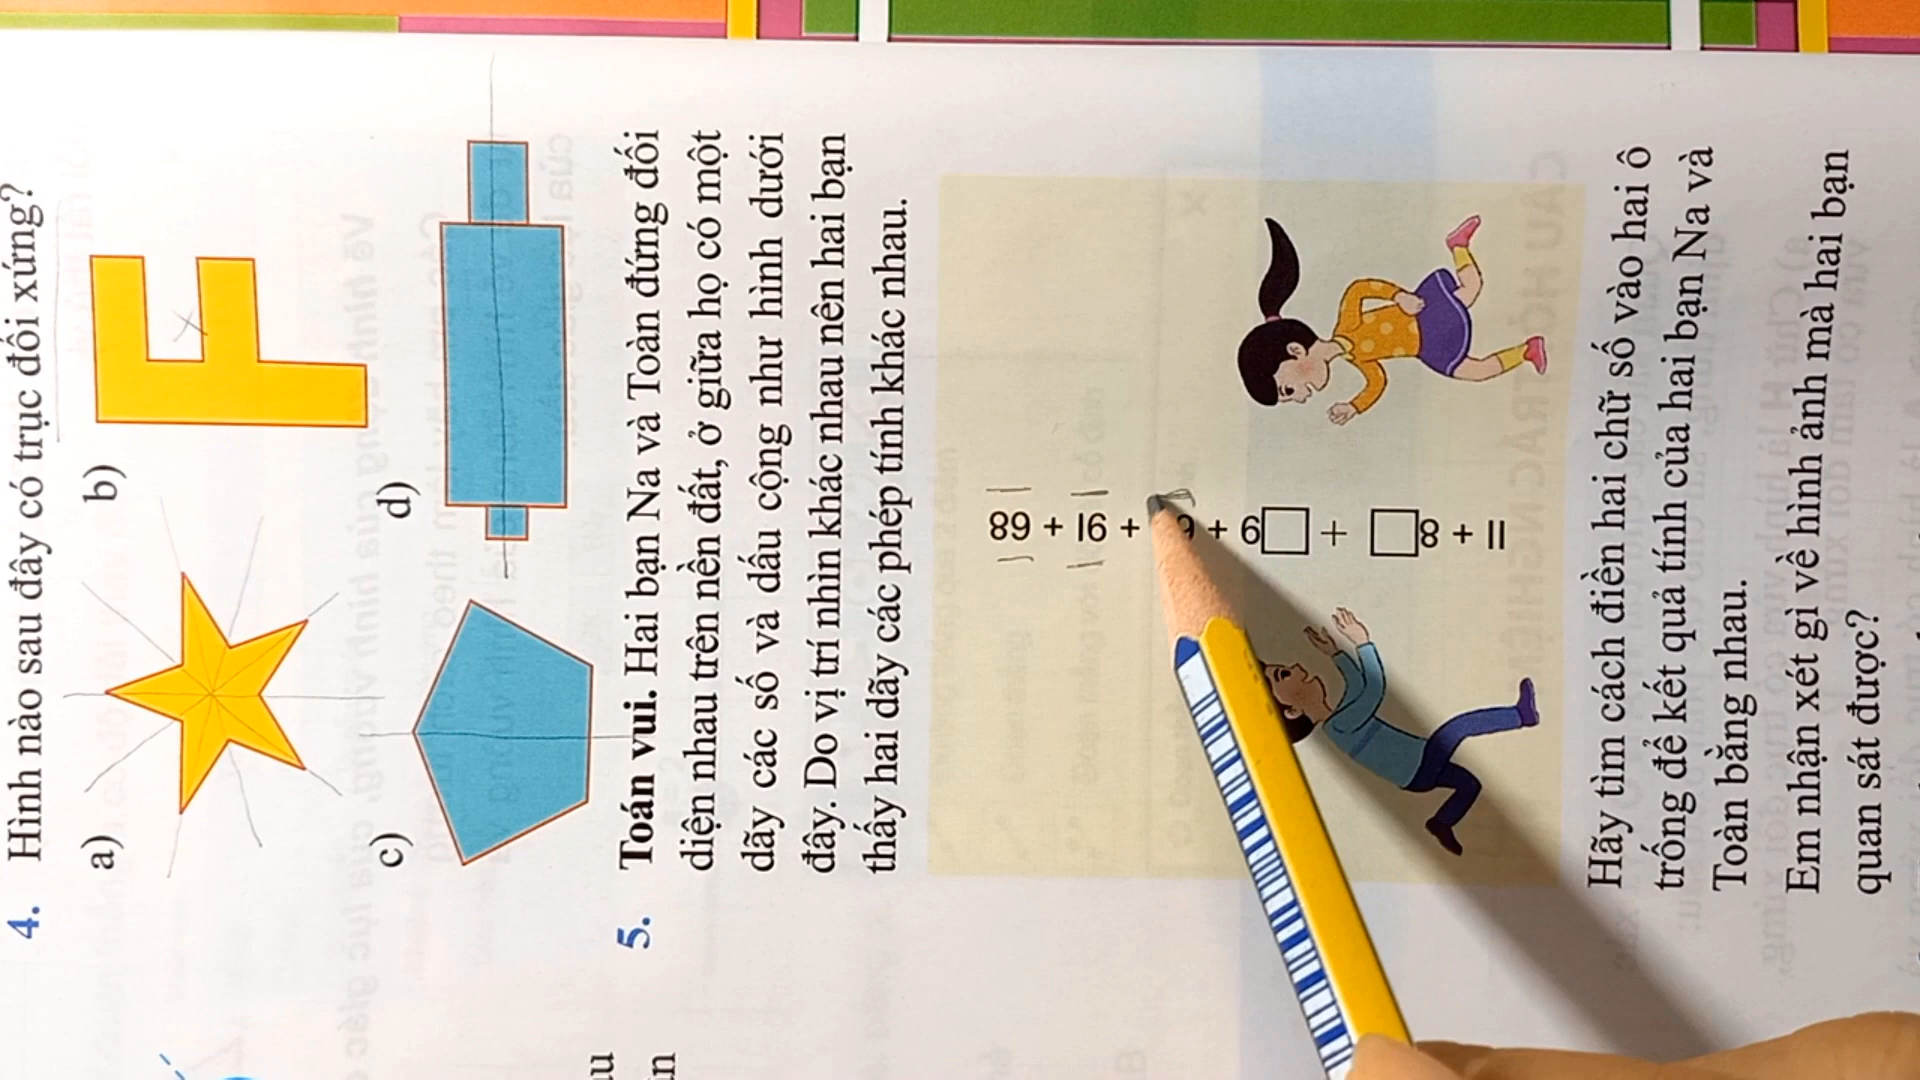 4. Hình nào sau đây có trục đối xứng?
a)
b)
c)
d)
5. Toán vui. Hai bạn Na và Toàn đứng đối
diện nhau trên nền đất, ở giữa họ có một
dãy các số và dấu cộng như hình dưới
đây. Do vị trí nhìn khác nhau nên hai bạn
thấy hai dãy các phép tính khác nhau.
89 + 16 + 9 + 6□ + □8 + 11
Hãy tìm cách điền hai chữ số vào hai ô
trống để kết quả tính của hai bạn Na và
Toàn bằng nhau.
Em nhận xét gì về hình ảnh mà hai bạn
quan sát được?